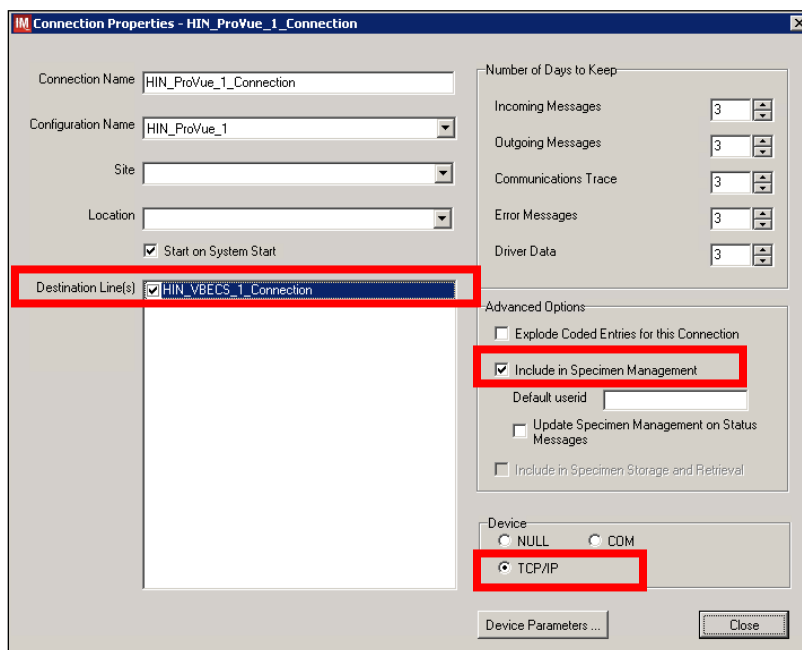 IM Connection Properties - HIN_ProVue_1_Connection
Connection Name HIN_ProVue_1_Connection
Configuration Name HIN_ProVue_1
Site
Location
Start on System Start
Destination Line(s) HIN_VBECS_1_Connection
Number of Days to Keep
Incoming Messages 3
Outgoing Messages 3
Communications Trace 3
Error Messages 3
Driver Data 3
Advanced Options
Explode Coded Entries for this Connection
Include in Specimen Management
Default userid
Update Specimen Management on Status
Messages
Include in Specimen Storage and Retrieval
Device
NULL COM
TCP/IP
Device Parameters ... Close